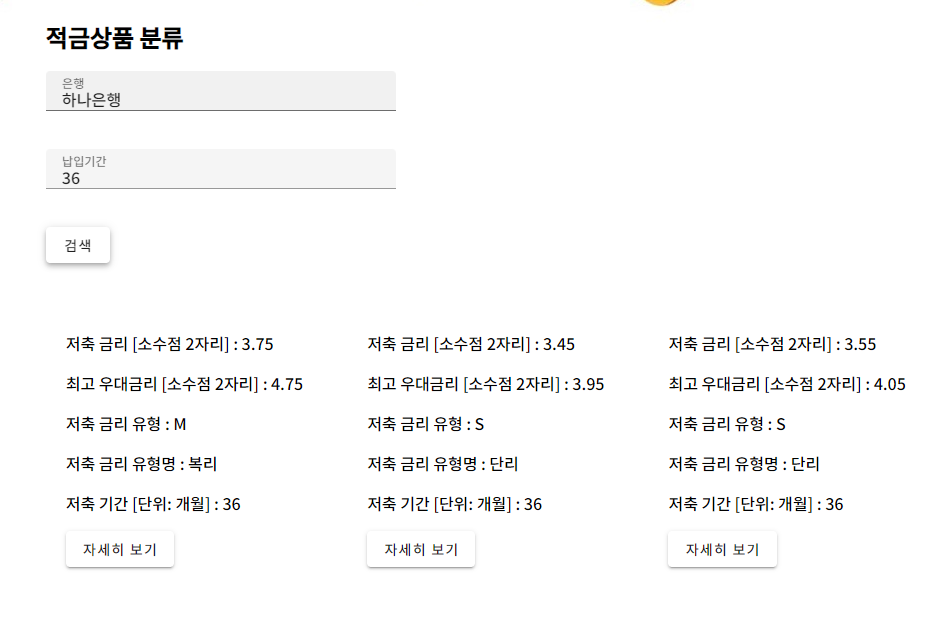 적금상품 분류
은행
하나은행
납입기간
36
검색
저축 금리 [소수점 2자리] : 3.75
최고 우대금리 [소수점 2자리] : 4.75
저축 금리 유형 : M
저축 금리 유형명 : 복리
저축 기간 [단위: 개월] : 36
자세히 보기
저축 금리 [소수점 2자리] : 3.45
최고 우대금리 [소수점 2자리] : 3.95
저축 금리 유형 : S
저축 금리 유형명 : 단리
저축 기간 [단위: 개월] : 36
자세히 보기
저축 금리 [소수점 2자리] : 3.55
최고 우대금리 [소수점 2자리] : 4.05
저축 금리 유형 : S
저축 금리 유형명 : 단리
저축 기간 [단위: 개월] : 36
자세히 보기